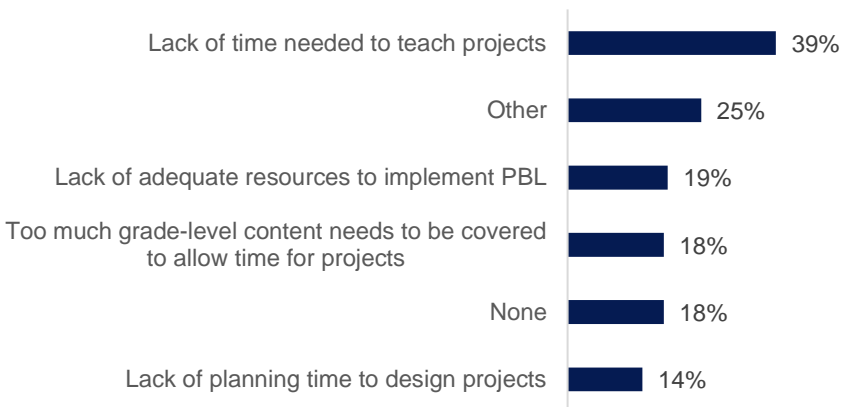 Lack of time needed to teach projects 39%
Other 25%
Lack of adequate resources to implement PBL 19%
Too much grade-level content needs to be covered
to allow time for projects 18%
None 18%
Lack of planning time to design projects 14%